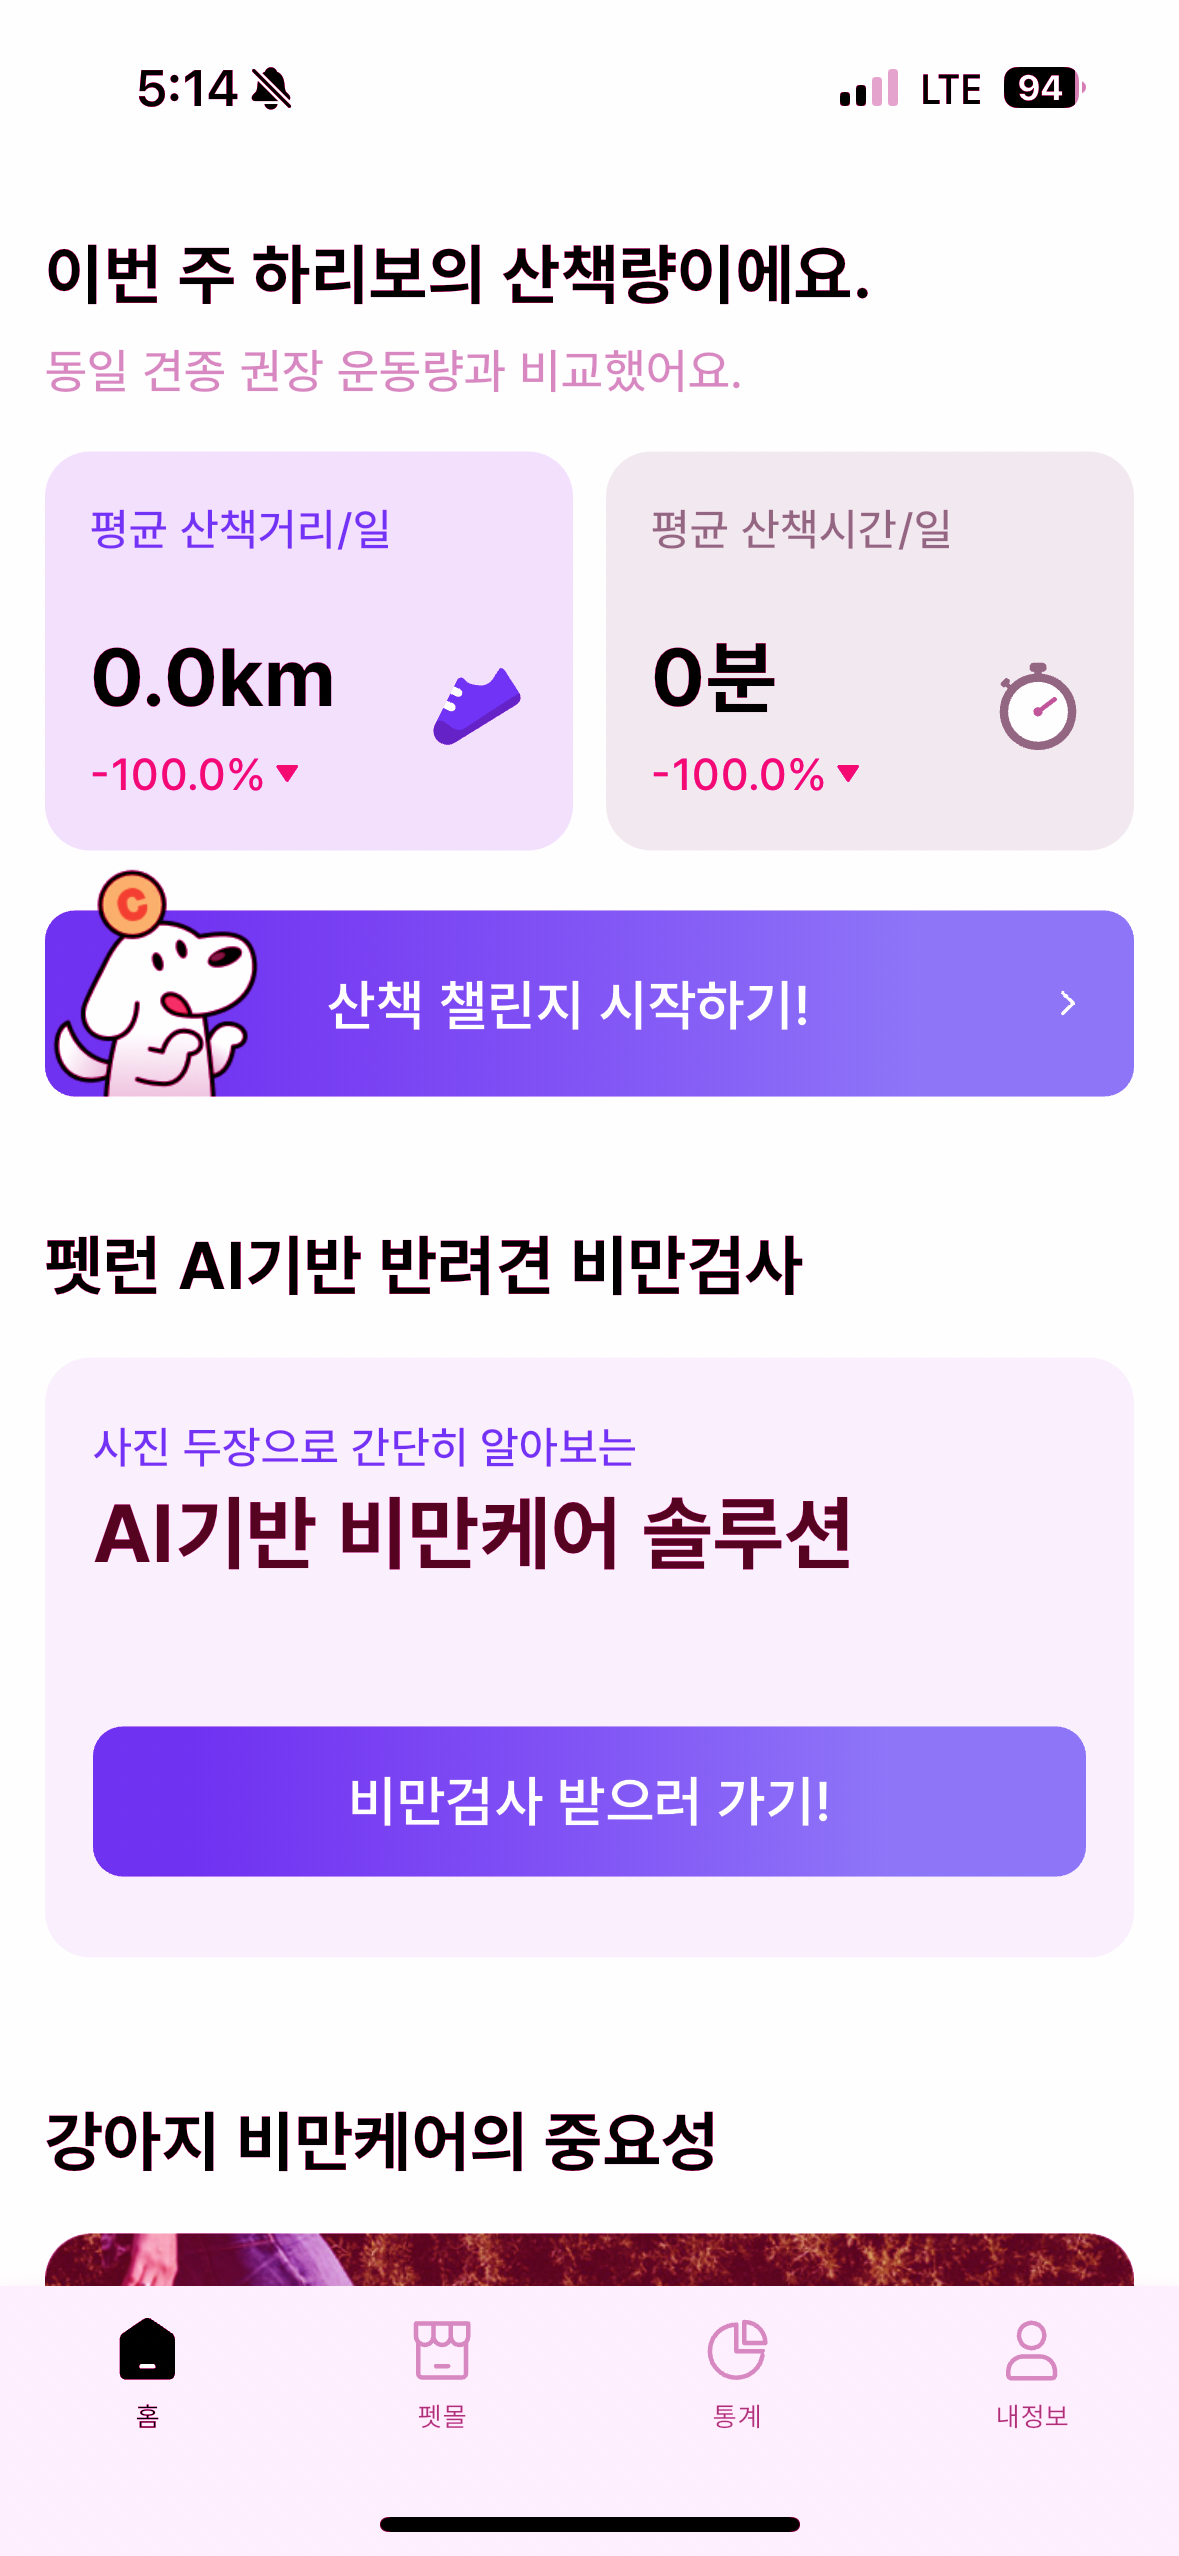 5:14
LTE
94
이번 주 하리보의 산책량이에요.
동일 견종 권장 운동량과 비교했어요.
평균 산책거리/일
0.0km
-100.0%
평균 산책시간/일
0분
-100.0%
C
산책 챌린지 시작하기!
펫런 AI기반 반려견 비만검사
사진 두장으로 간단히 알아보는
AI기반 비만케어 솔루션
비만검사 받으러 가기!
강아지 비만케어의 중요성
홈
펫몰
통계
내정보